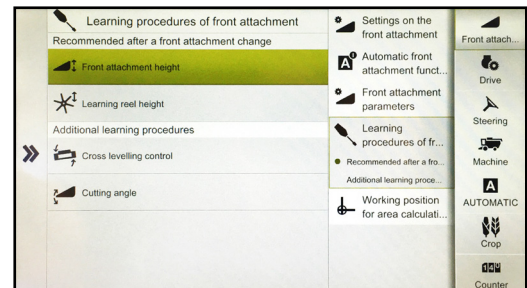 Learning procedures of front attachment
Recommended after a front attachment change
Front attachment height
Learning reel height
Additional learning procedures
Cross levelling control
Cutting angle
Settings on the
front attachment
Automatic front
attachment funct...
Front attachment
parameters
Learning
procedures of fr...
Recommended after a fro...
Additional learning proce...
Working position
for area calculati...
Front attach...
Drive
Steering
Machine
A
AUTOMATIC
Crop
Counter